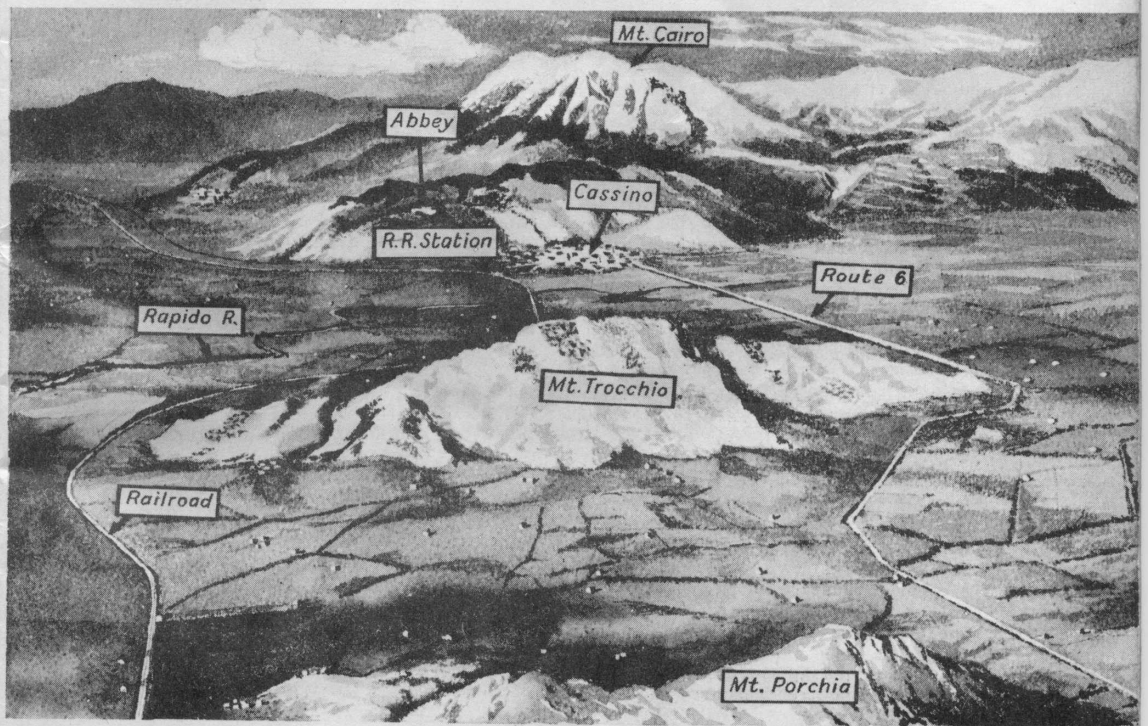 Mt. Cairo
Abbey
Cassino
R.R. Station
Route 6
Rapido R.
Mt. Trocchio
Railroad
Mt. Porchia